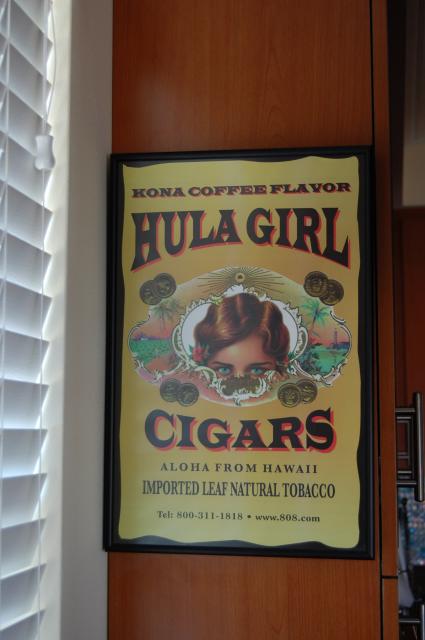 KONA COFFEE FLAVOR
HULA GIRL
CIGARS
ALOHA FROM HAWAII
IMPORTED LEAF NATURAL TOBACCO
Tel: 800-311-1818 • www.808.com